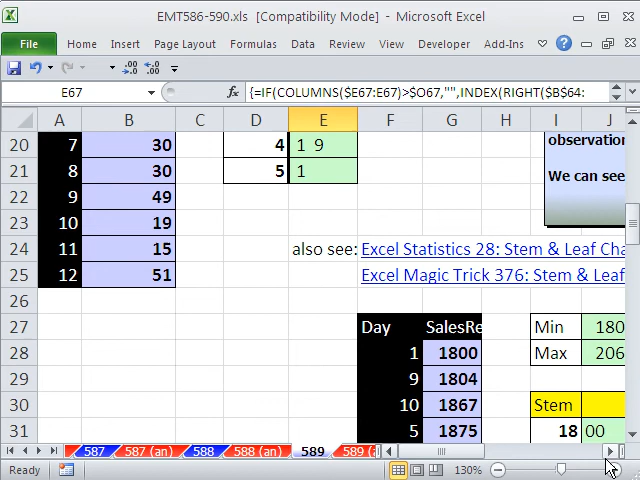 EMT586-590.xls [Compatibility Mode] - Microsoft Excel
File Home Insert Formulas Data Review View Developer Add-Ins
E67 fx {=IF(COLUMNS($E67:E67)>$O67,"",INDEX(RIGHT($B$64:
A B C D E F G H I J
20 7 30 4 1 9 observation
21 8 30 5 1 We can see
22 9 49
23 10 19
24 11 15 also see: Excel Statistics 28: Stem & Leaf Cha
25 12 51 Excel Magic Trick 376: Stem & Leaf
26
27 Day SalesRe Min 180
28 1 1800 Max 206
29 9 1804
30 10 1867 Stem
31 5 1875 18 00
587 587 (an) 588 588 (an) 589 589 (a
Ready 130%